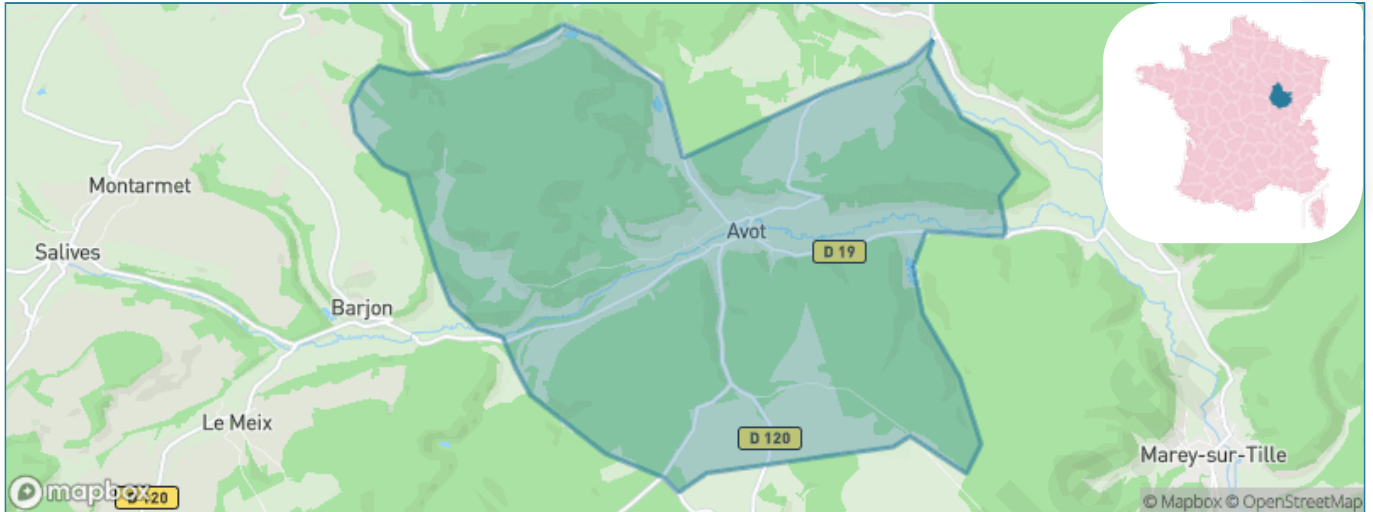 Montarmet
Avot
Salives
D 19
Barjon
Le Meix
D 120
Marey-sur-Tille
mapbox
D 120
© Mapbox © OpenStreetMap